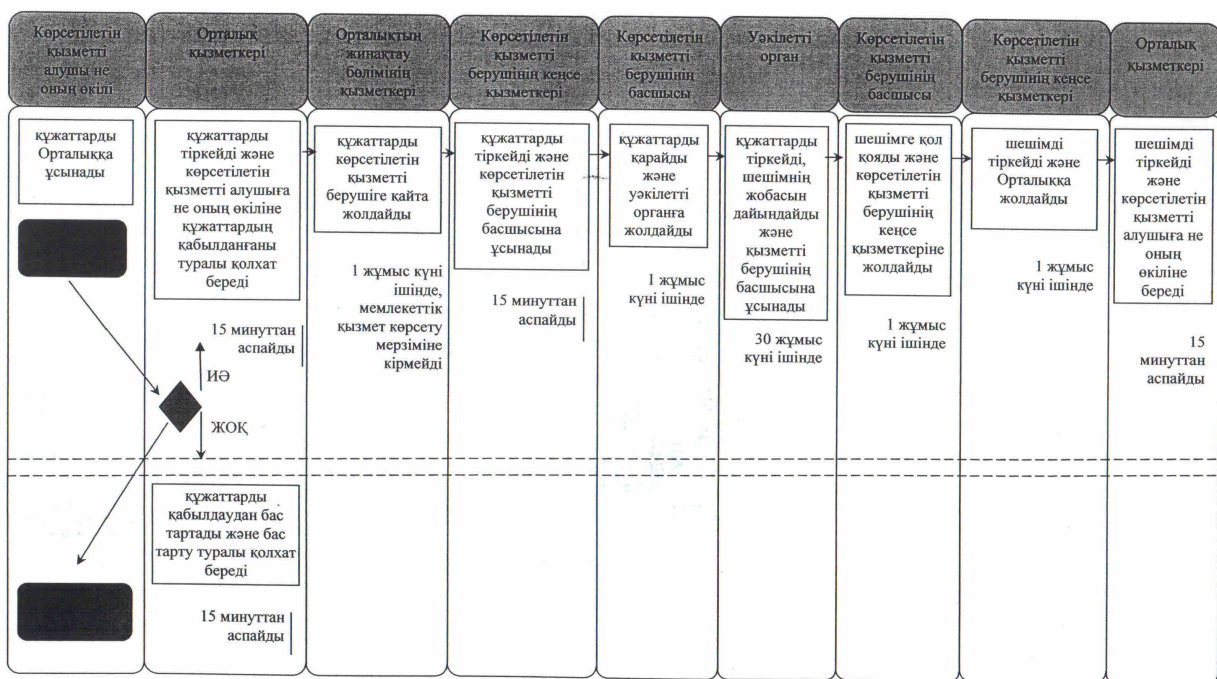 Көрсетілетін
қызметті
алушы не
оның өкілі
Орталық
қызметкері
Орталықтың
жинақтау
бөлімінің
қызметкері
Көрсетілетін
қызметті
берушінің кеңсе
қызметкері
Көрсетілетін
қызметті
берушінің
басшысы
Уәкілетті
орган
Көрсетілетін
қызметті
берушінің
басшысы
Көрсетілетін
қызметті
берушінің кеңсе
қызметкері
Орталық
қызметкері
құжаттарды
Орталыққа
ұсынады
құжаттарды
тіркейді және
көрсетілетін
қызметті алушыға
не оның өкіліне
құжаттардың
қабылданғаны
туралы қолхат
береді
15 минуттан
аспайды
ИӘ
ЖОҚ
құжаттарды
қабылдаудан бас
тартады және бас
тарту туралы қолхат
береді
15 минуттан
аспайды
құжаттарды
көрсетілетін
қызметті
берушіге қайта
жолдайды
1 жұмыс күні
ішінде,
мемлекеттік
қызмет көрсету
мерзіміне
кірмейді
құжаттарды
тіркейді және
көрсетілетін
қызметті
берушінің
басшысына
ұсынады
15 минуттан
аспайды
құжаттарды
қарайды
және
уәкілетті
органға
жолдайды
1 жұмыс
күні ішінде
құжаттарды
тіркейді,
шешімнің
жобасын
дайындайды
және қызметті
берушінің
басшысына
ұсынады
30 жұмыс
күні ішінде
шешімге қол
қояды және
көрсетілетін
қызметті
берушінің
кеңсе
қызметкеріне
жолдайды
1 жұмыс
күні ішінде
шешімді
тіркейді және
Орталыққа
жолдайды
1 жұмыс
күні ішінде
шешімді
тіркейді
және
көрсетілетін
қызметті
алушыға не
оның
өкіліне
береді
15
минуттан
аспайды